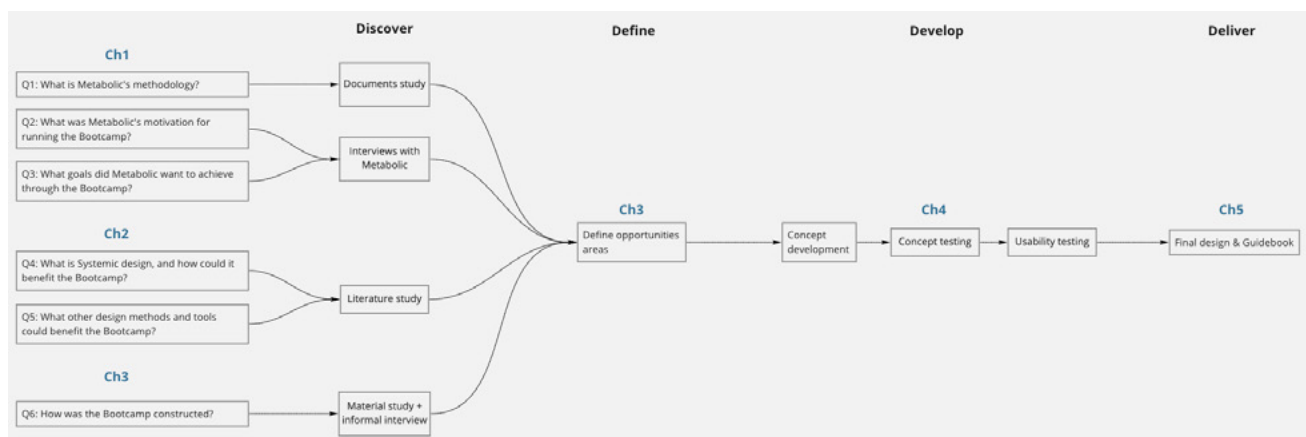 Discover
Define
Develop
Deliver
Ch1
Q1: What is Metabolic's methodology?
Documents study
Q2: What was Metabolic's motivation for
running the Bootcamp?
Interviews with
Metabolic
Q3: What goals did Metabolic want to achieve
through the Bootcamp?
Ch2
Q4: What is Systemic design, and how could it
benefit the Bootcamp?
Literature study
Q5: What other design methods and tools
could benefit the Bootcamp?
Ch3
Q6: How was the Bootcamp constructed?
Material study +
informal interview
Ch3
Define opportunities
areas
Ch4
Concept
development
Concept testing
Usability testing
Ch5
Final design & Guidebook